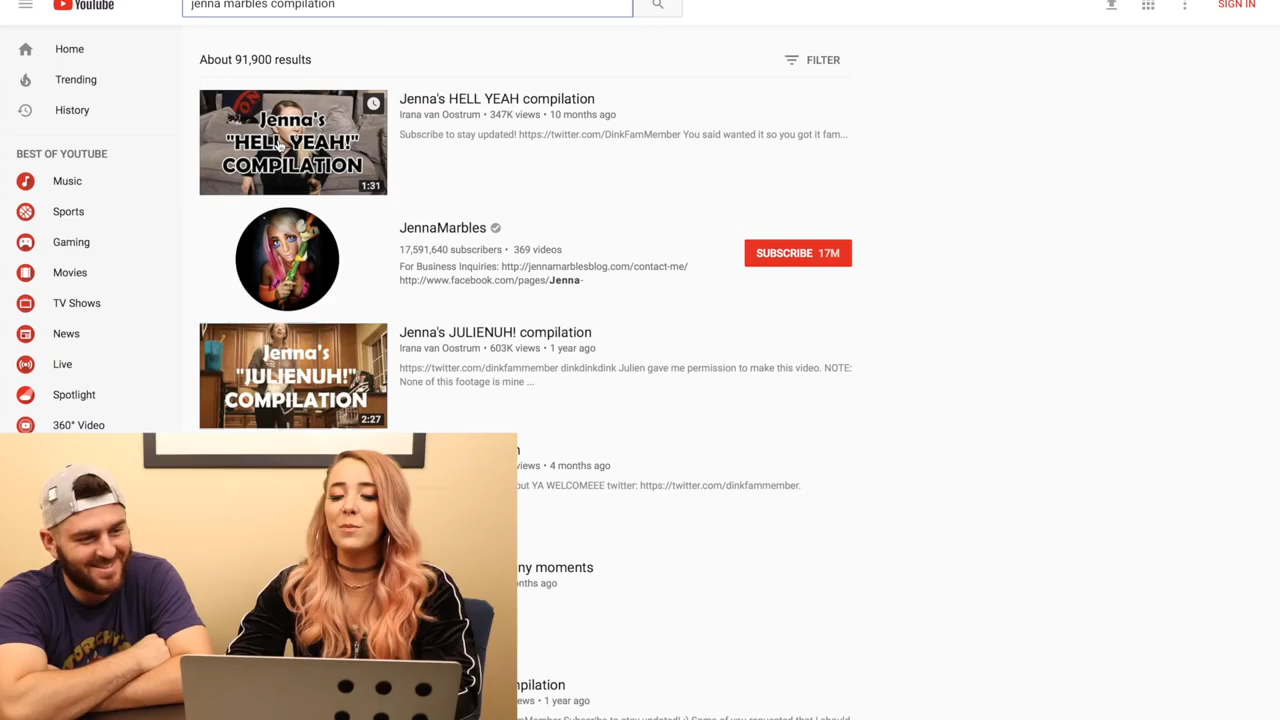 YouTube
jenna marbles compilation
SIGN IN
Home
Trending
History
BEST OF YOUTUBE
Music
Sports
Gaming
Movies
TV Shows
News
Live
Spotlight
360° Video
About 91,900 results
FILTER
Jenna's
"HELL YEAH!"
COMPILATION
1:31
Jenna's HELL YEAH compilation
Irana van Oostrum • 347K views • 10 months ago
Subscribe to stay updated! https://twitter.com/DinkFamMember You said wanted it so you got it fam...
JennaMarbles
17,591,640 subscribers • 369 videos
For Business Inquiries: http://jennamarblesblog.com/contact-me/
http://www.facebook.com/pages/Jenna-
SUBSCRIBE 17M
Jenna's
"JULIENUH!"
COMPILATION
2:27
Jenna's JULIENUH! compilation
Irana van Oostrum • 603K views • 1 year ago
https://twitter.com/dinkfammember dinkdinkdink Julien gave me permission to make this video. NOTE:
None of this footage is mine ...
• 4 months ago
YA WELCOMEEE twitter: https://twitter.com/dinkfammember.
moments
ago
• 1 year ago